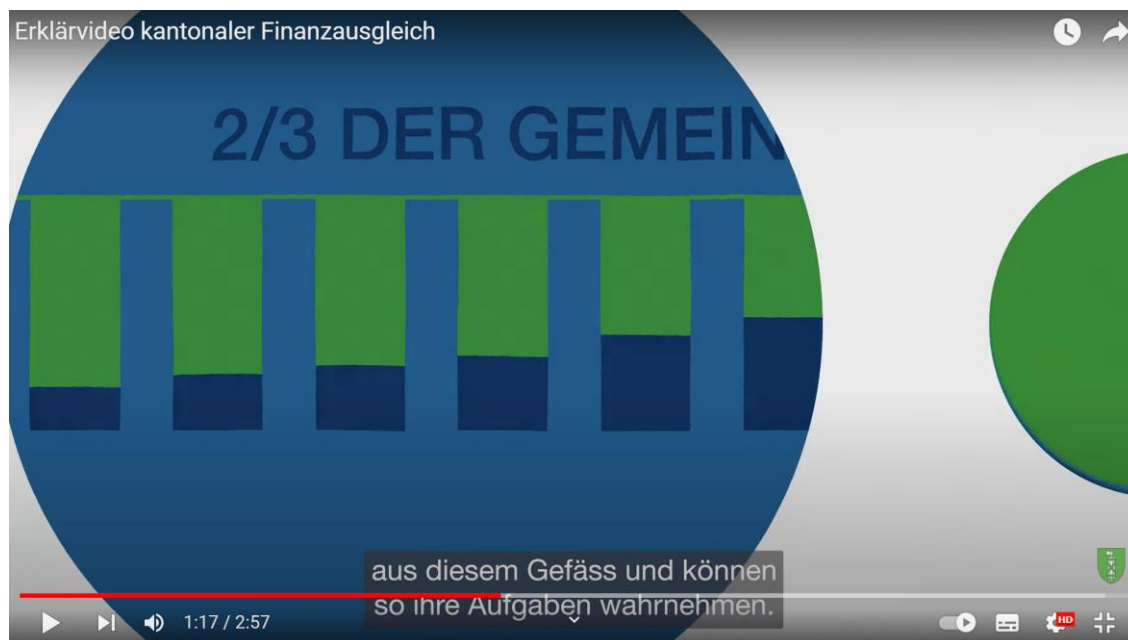 Erklärvideo kantonaler Finanzausgleich
2/3 DER GEMEIN
aus diesem Gefäss und können
so ihre Aufgaben wahrnehmen.
1:17 / 2:57
HD